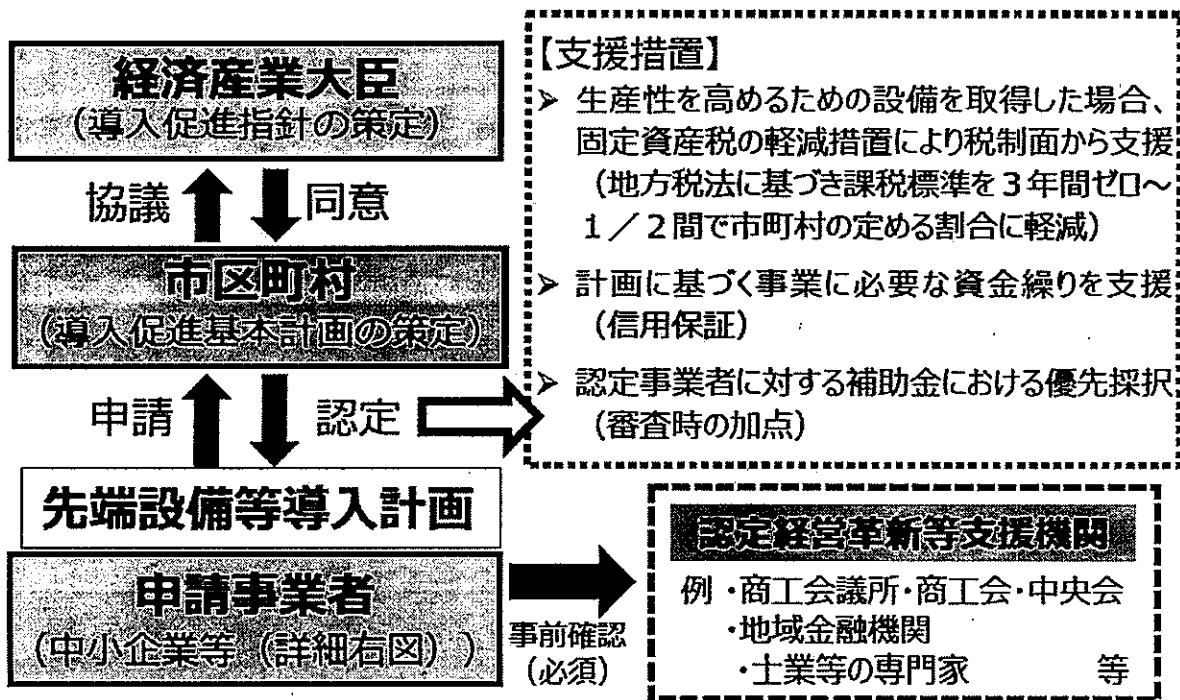 経済産業大臣
(導入促進指針の策定)
協議
同意
市区町村
(導入促進基本計画の策定)
申請
認定
先端設備等導入計画
申請事業者
(中小企業等(詳細右図))
【支援措置】
➢ 生産性を高めるための設備を取得した場合、
固定資産税の軽減措置により税制面から支援
(地方税法に基づき課税標準を3年間ゼロ~
1/2間で市町村の定める割合に軽減)
➢ 計画に基づく事業に必要な資金繰りを支援
(信用保証)
➢ 認定事業者に対する補助金における優先採択
(審査時の加点)
事前確認
(必須)
認定経営革新等支援機関
例 ・商工会議所・商工会・中央会
・地域金融機関
・士業等の専門家 等